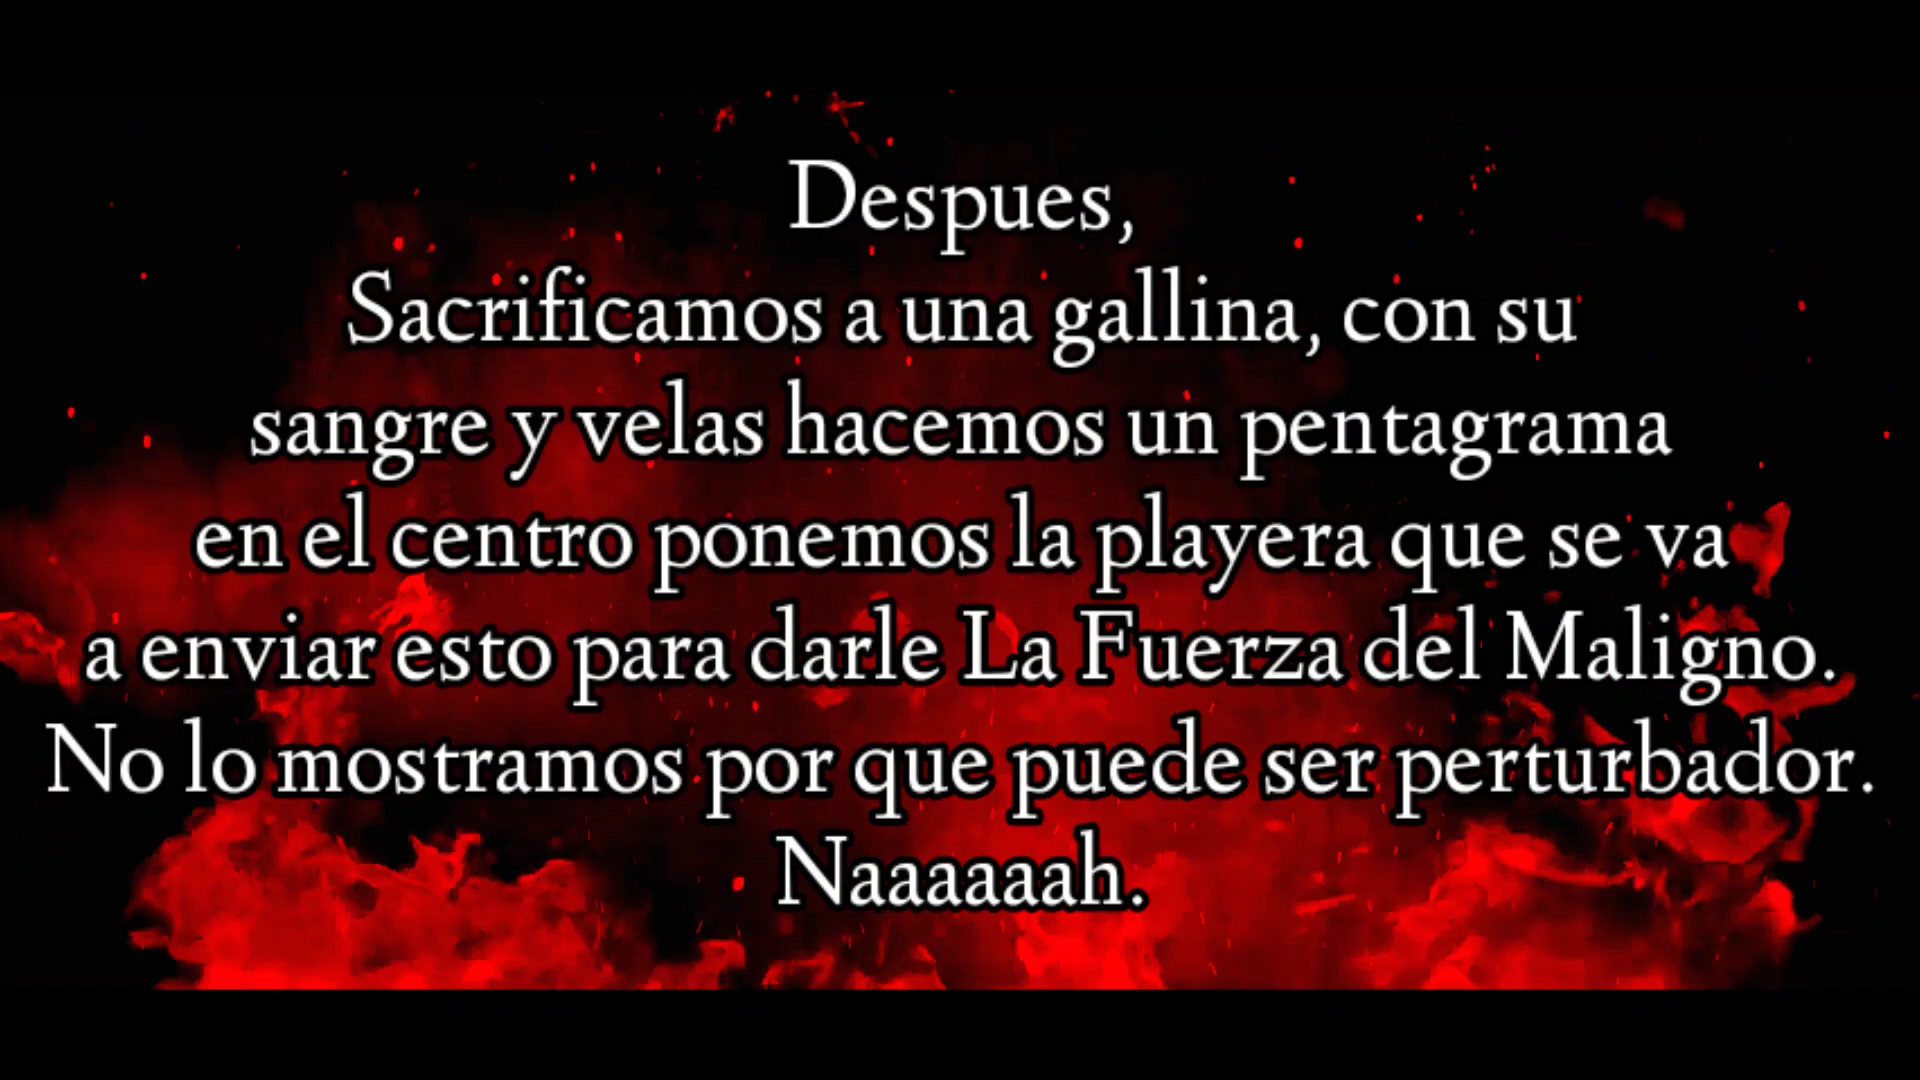 Despues,
Sacrificamos a una gallina, con su
sangre y velas hacemos un pentagrama
en el centro ponemos la playera que se va
a enviar esto para darle La Fuerza del Maligno.
No lo mostramos por que puede ser perturbador.
Naaaaaah.